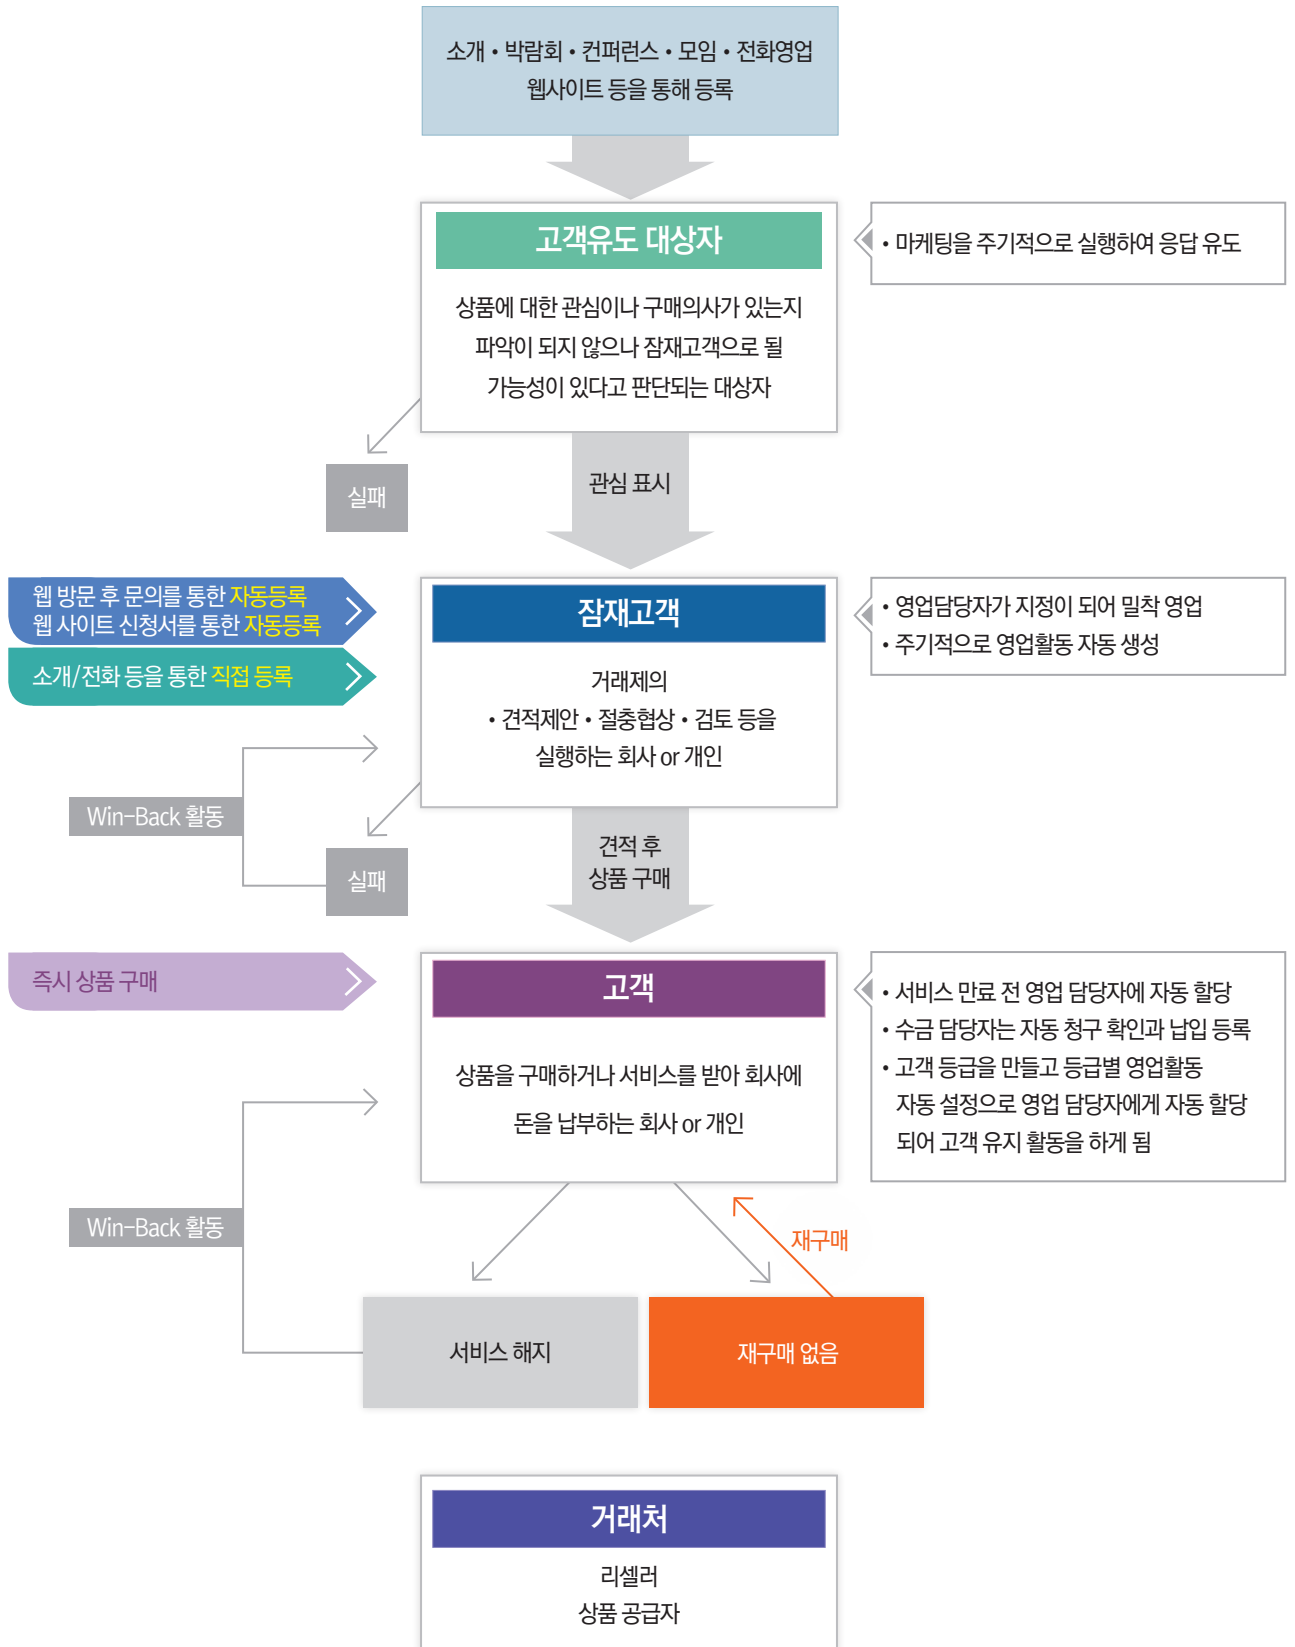 소개 • 박람회 • 컨퍼런스 • 모임 • 전화영업
웹사이트 등을 통해 등록
고객유도 대상자
상품에 대한 관심이나 구매의사가 있는지
파악이 되지 않으나 잠재고객으로 될
가능성이 있다고 판단되는 대상자
• 마케팅을 주기적으로 실행하여 응답 유도
실패
관심 표시
웹 방문 후 문의를 통한 자동등록
웹 사이트 신청서를 통한 자동등록
소개/전화 등을 통한 직접 등록
잠재고객
거래제의
• 견적제안 • 절충협상 • 검토 등을
실행하는 회사 or 개인
• 영업담당자가 지정이 되어 밀착 영업
• 주기적으로 영업활동 자동 생성
Win-Back 활동
실패
견적 후
상품 구매
즉시 상품 구매
고객
상품을 구매하거나 서비스를 받아 회사에
돈을 납부하는 회사 or 개인
• 서비스 만료 전 영업 담당자에 자동 할당
• 수금 담당자는 자동 청구 확인과 납입 등록
• 고객 등급을 만들고 등급별 영업활동
자동 설정으로 영업 담당자에게 자동 할당
되어 고객 유지 활동을 하게 됨
Win-Back 활동
재구매
서비스 해지
재구매 없음
거래처
리셀러
상품 공급자